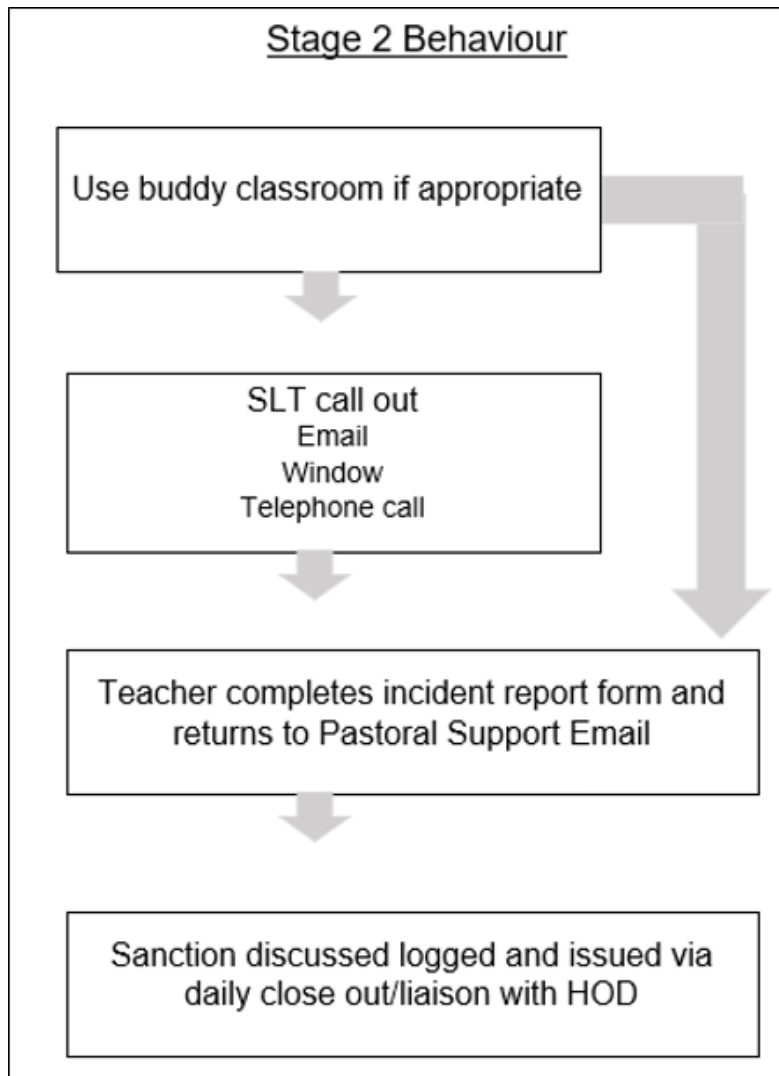 Stage 2 Behaviour
Use buddy classroom if appropriate
SLT call out
Email
Window
Telephone call
Teacher completes incident report form and
returns to Pastoral Support Email
Sanction discussed logged and issued via
daily close out/liaison with HOD